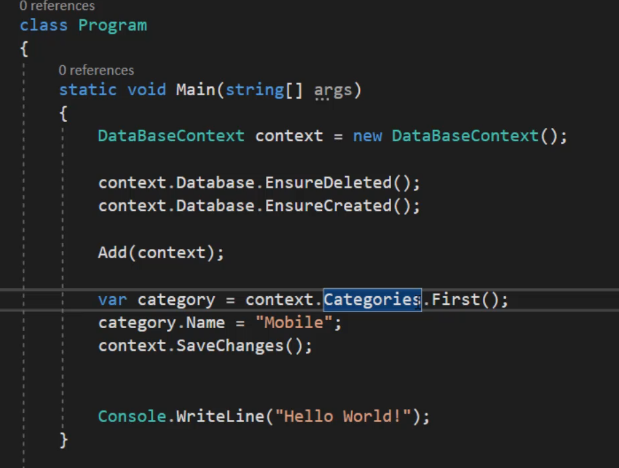 0 references
class Program
{
0 references
static void Main(string[] args)
{
DataBaseContext context = new DataBaseContext();
context.Database.EnsureDeleted();
context.Database.EnsureCreated();
Add(context);
var category = context.Categories.First();
category.Name = "Mobile";
context.SaveChanges();
Console.WriteLine("Hello World!");
}